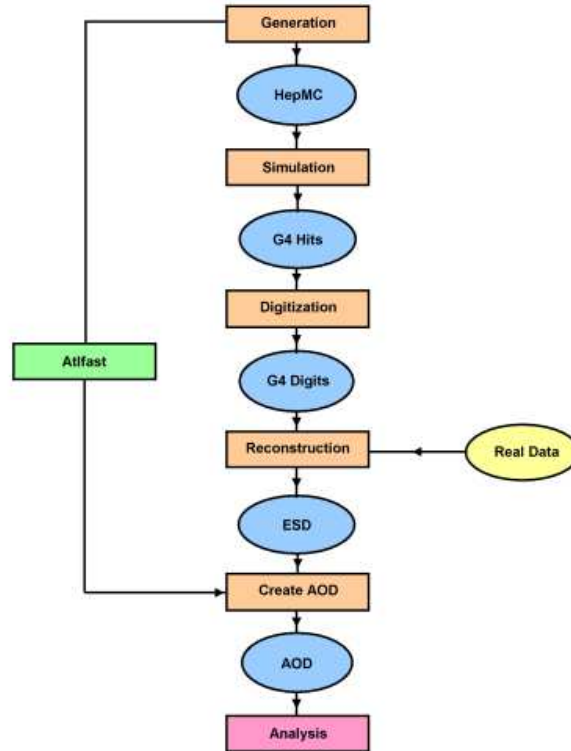 Generation
HepMC
Simulation
G4 Hits
Digitization
Atlfast
G4 Digits
Reconstruction
Real Data
ESD
Create AOD
AOD
Analysis